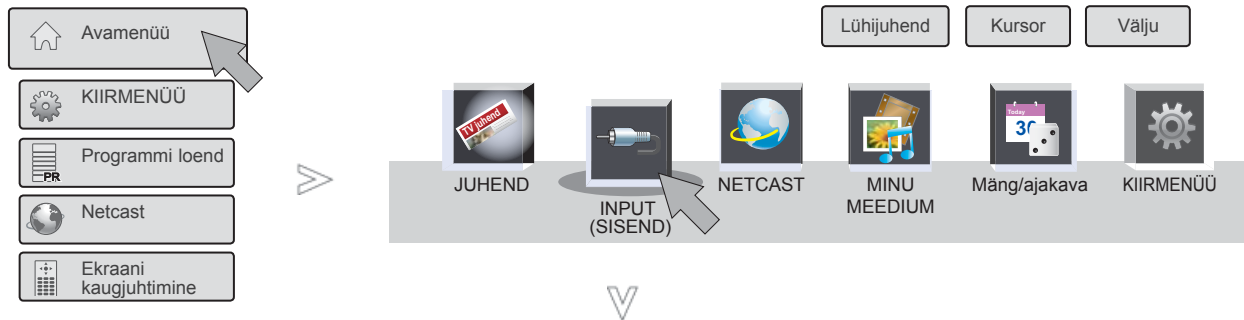 Avamenüü
KIIRMENÜÜ
Programmi loend
PR
Netcast
Ekraani
kaugjuhtimine
Lühijuhend
Kursor
Välju
TV juhend
Today
30
JUHEND
INPUT
(SISEND)
NETCAST
MINU
MEEDIUM
Mäng/ajakava
KIIRMENÜÜ